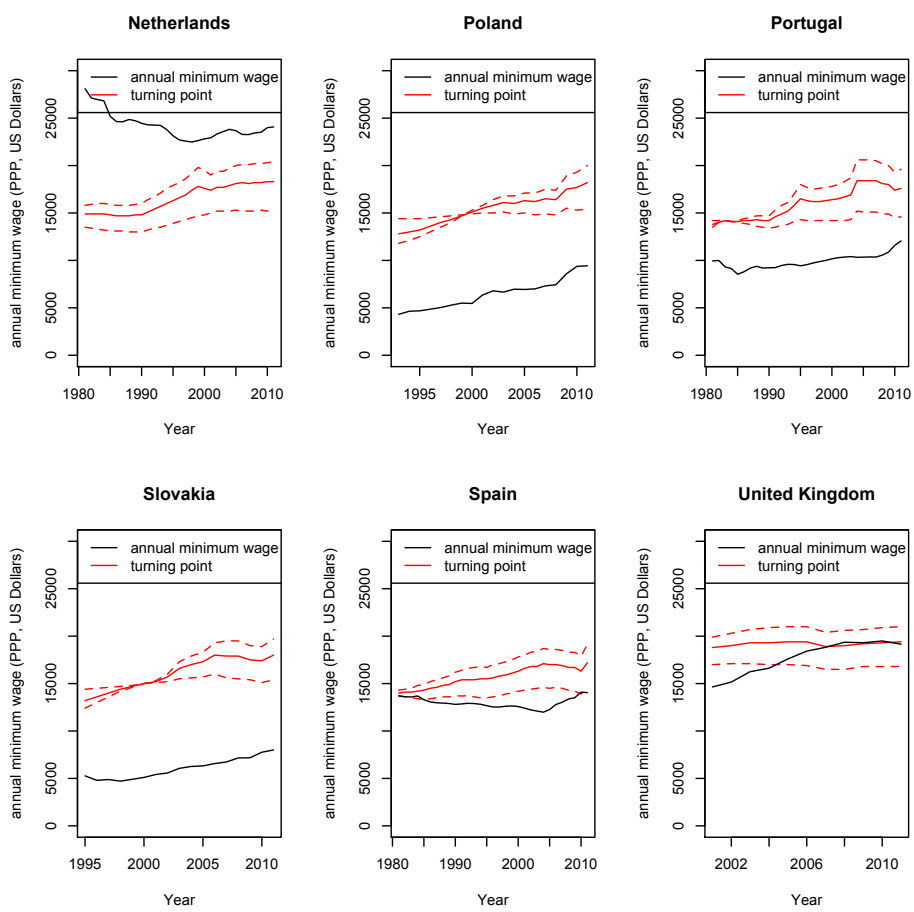 Netherlands
annual minimum wage (PPP, US Dollars)
0 5000 15000 25000
annual minimum wage
turning point
1980 1990 2000 2010
Year
Poland
annual minimum wage (PPP, US Dollars)
0 5000 15000 25000
annual minimum wage
turning point
1995 2000 2005 2010
Year
Portugal
annual minimum wage (PPP, US Dollars)
0 5000 15000 25000
annual minimum wage
turning point
1980 1990 2000 2010
Year
Slovakia
annual minimum wage (PPP, US Dollars)
0 5000 15000 25000
annual minimum wage
turning point
1995 2000 2005 2010
Year
Spain
annual minimum wage (PPP, US Dollars)
0 5000 15000 25000
annual minimum wage
turning point
1980 1990 2000 2010
Year
United Kingdom
annual minimum wage (PPP, US Dollars)
0 5000 15000 25000
annual minimum wage
turning point
2002 2006 2010
Year